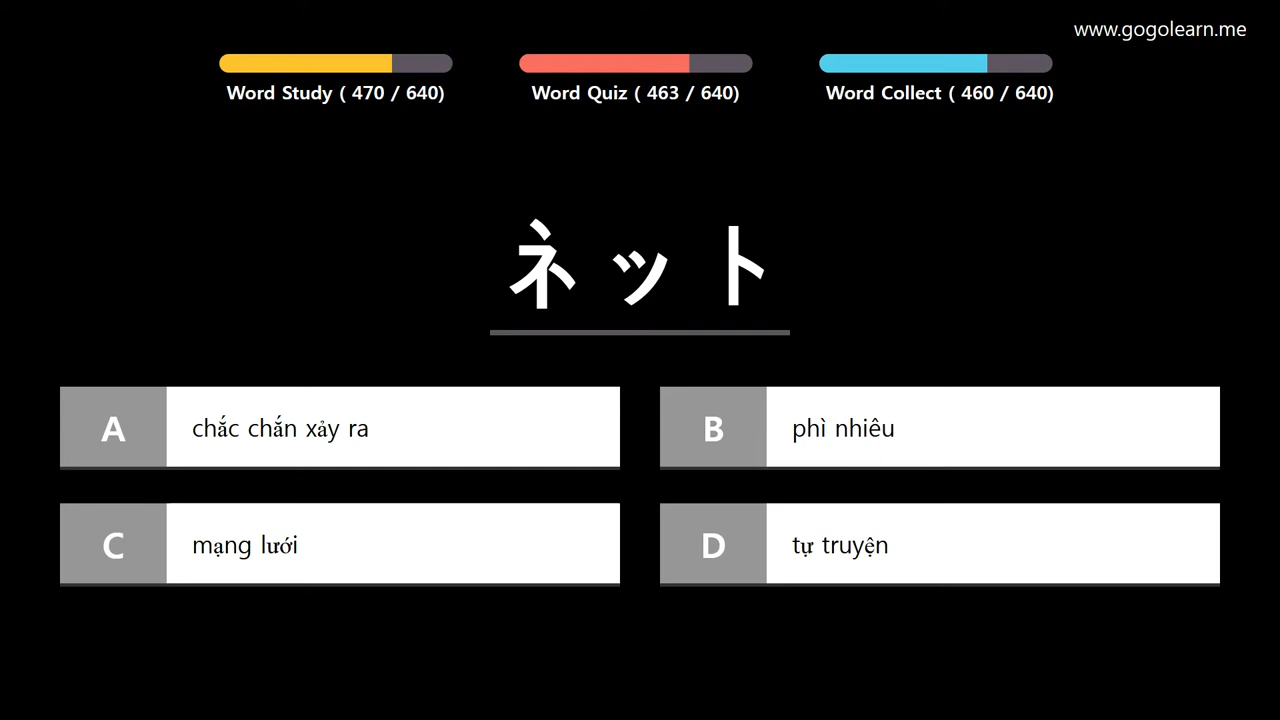 www.gogolearn.me
Word Study ( 470 / 640)
Word Quiz ( 463 / 640)
Word Collect ( 460 / 640)
ネット
A
chắc chắn xảy ra
B
phì nhiêu
C
mạng lưới
D
tự truyện